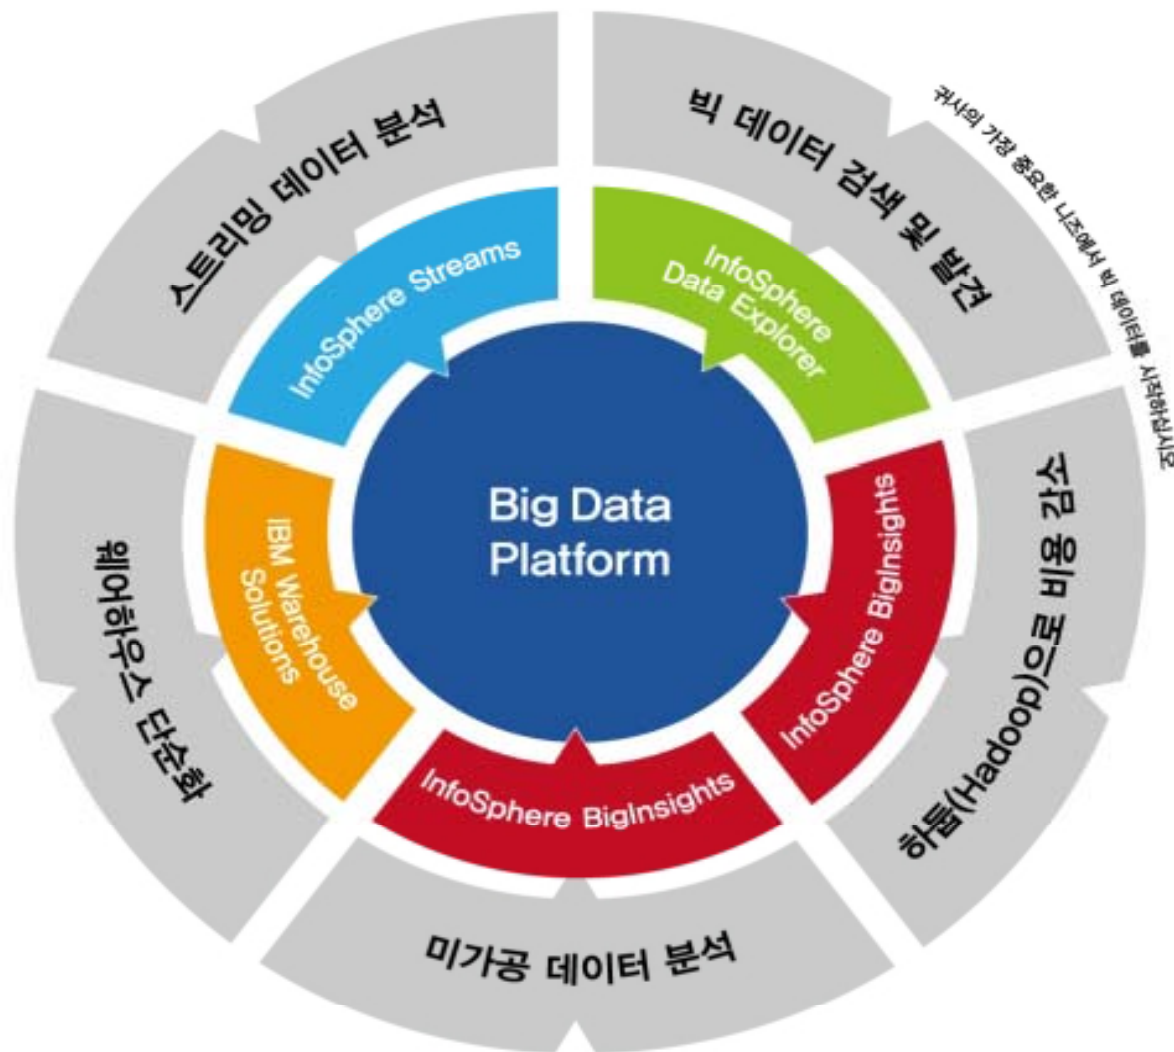 스트리밍 데이터 분석
빅 데이터 검색 및 발견
귀사의 가장 중요한 니즈에서 빅 데이터를 시작하십시오
InfoSphere Streams
InfoSphere
Data Explorer
Big Data
Platform
IBM Warehouse
Solutions
InfoSphere BigInsights
InfoSphere BigInsights
웨어하우스 단순화
하둡(Hadoop)으로 비용 감소
미가공 데이터 분석